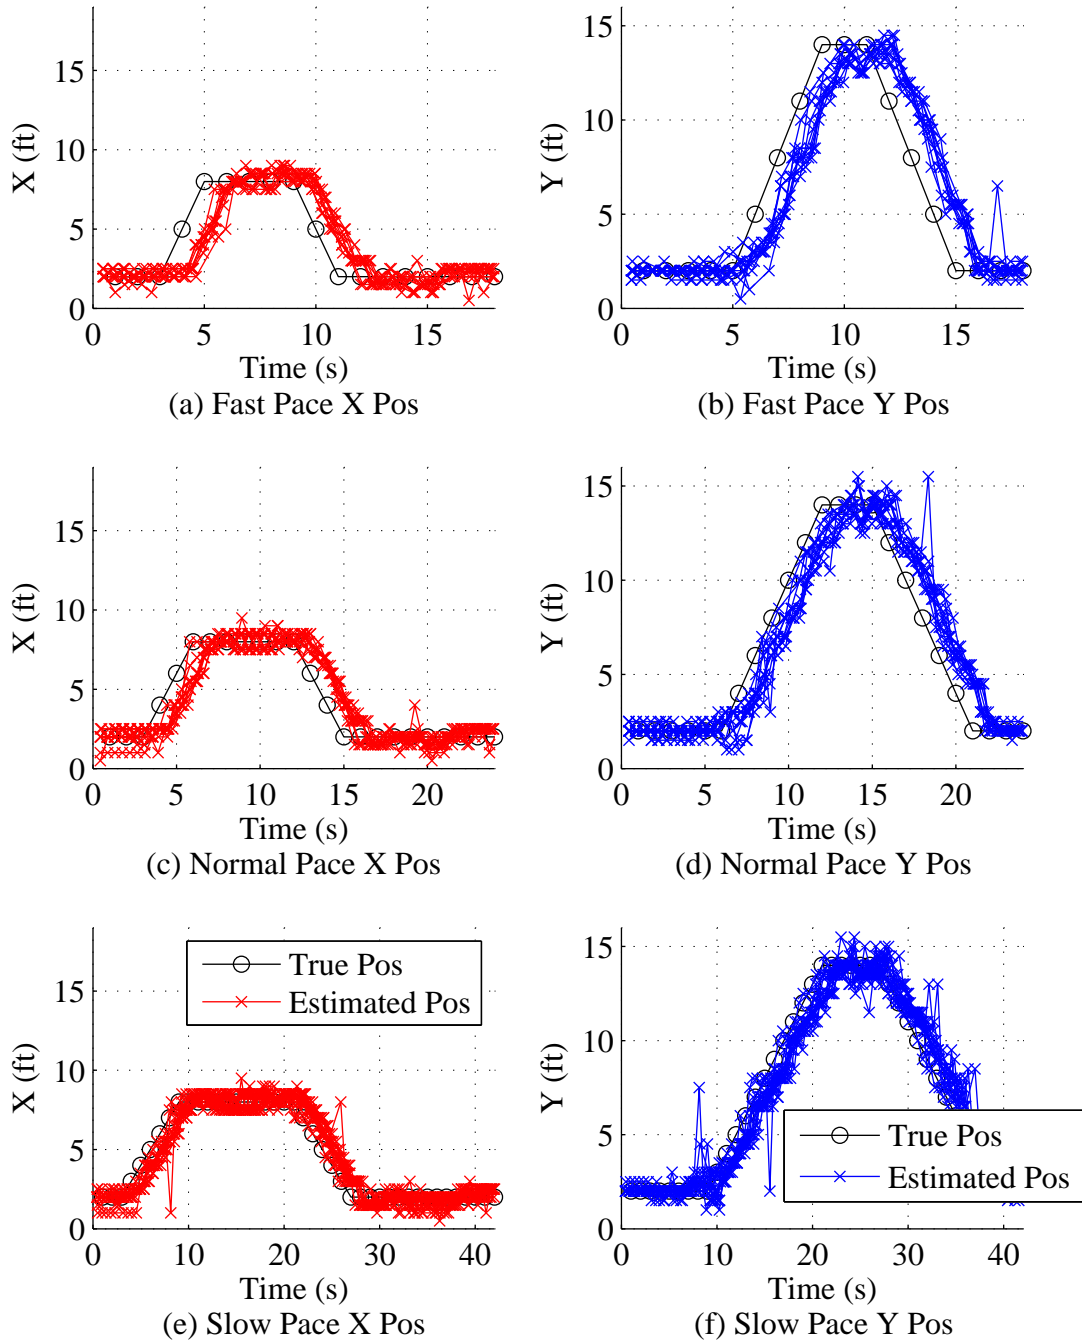 15
10
5
0
X (ft)
0 5 10 15
Time (s)
(a) Fast Pace X Pos
15
10
5
0
Y (ft)
0 5 10 15
Time (s)
(b) Fast Pace Y Pos
15
10
5
0
X (ft)
0 5 10 15 20
Time (s)
(c) Normal Pace X Pos
15
10
5
0
Y (ft)
0 5 10 15 20
Time (s)
(d) Normal Pace Y Pos
True Pos
Estimated Pos
15
10
5
0
X (ft)
0 10 20 30 40
Time (s)
(e) Slow Pace X Pos
15
10
5
0
Y (ft)
True Pos
Estimated Pos
0 10 20 30 40
Time (s)
(f) Slow Pace Y Pos